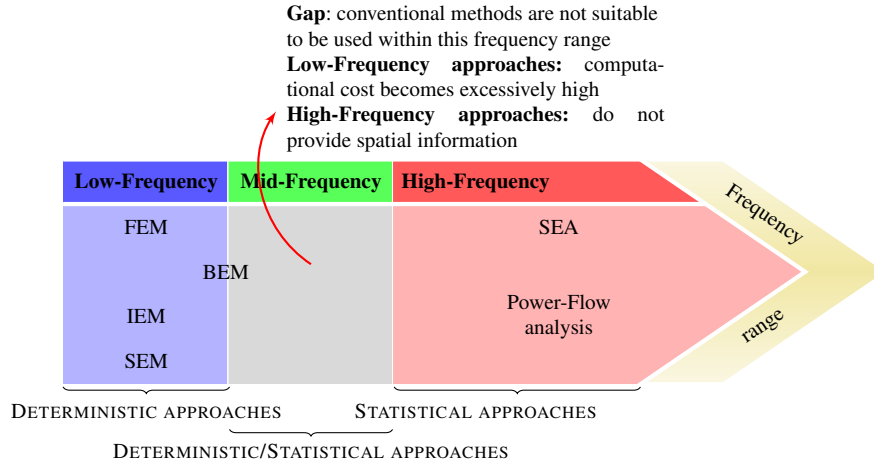 Gap: conventional methods are not suitable
to be used within this frequency range
Low-Frequency approaches: computa-
tional cost becomes excessively high
High-Frequency approaches: do not
provide spatial information
Low-Frequency
Mid-Frequency
High-Frequency
Frequency
range
FEM
SEA
BEM
IEM
Power-Flow
analysis
SEM
DETERMINISTIC APPROACHES
STATISTICAL APPROACHES
DETERMINISTIC/STATISTICAL APPROACHES